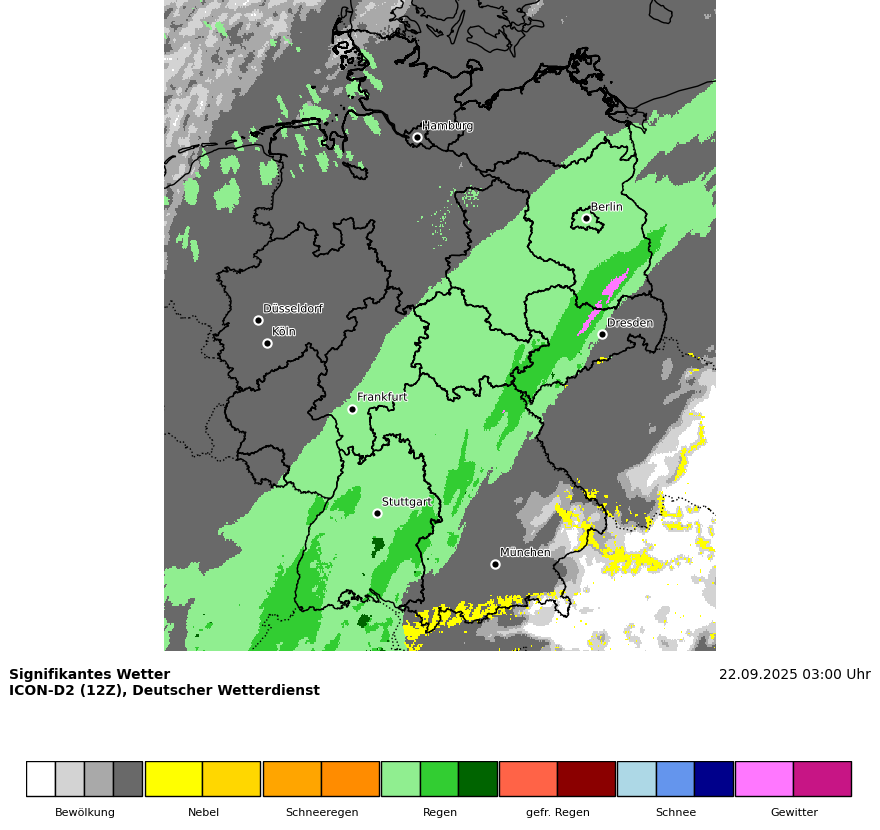 Hamburg
Berlin
Düsseldorf
Köln
Dresden
Frankfurt
Stuttgart
München
Signifikantes Wetter
22.09.2025 03:00 Uhr
ICON-D2 (12Z), Deutscher Wetterdienst
Bewölkung
Nebel
Schneeregen
Regen
gefr. Regen
Schnee
Gewitter